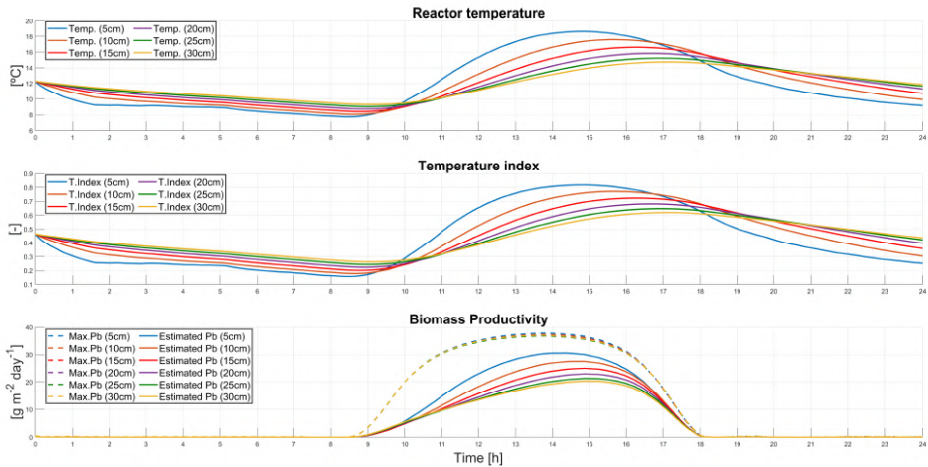 Reactor temperature
[ºC]
20
18
16
14
12
10
8
6
Temp. (5cm) Temp. (20cm)
Temp. (10cm) Temp. (25cm)
Temp. (15cm) Temp. (30cm)
0 1 2 3 4 5 6 7 8 9 10 11 12 13 14 15 16 17 18 19 20 21 22 23 24
Temperature index
[-]
0.9
0.8
0.7
0.6
0.5
0.4
0.3
0.2
0.1
T.Index (5cm) T.Index (20cm)
T.Index (10cm) T.Index (25cm)
T.Index (15cm) T.Index (30cm)
0 1 2 3 4 5 6 7 8 9 10 11 12 13 14 15 16 17 18 19 20 21 22 23 24
Biomass Productivity
[g m⁻² day⁻¹]
40
30
20
10
0
Max.Pb (5cm) Estimated Pb (5cm)
Max.Pb (10cm) Estimated Pb (10cm)
Max.Pb (15cm) Estimated Pb (15cm)
Max.Pb (20cm) Estimated Pb (20cm)
Max.Pb (25cm) Estimated Pb (25cm)
Max.Pb (30cm) Estimated Pb (30cm)
0 1 2 3 4 5 6 7 8 9 10 11 12 13 14 15 16 17 18 19 20 21 22 23 24
Time [h]